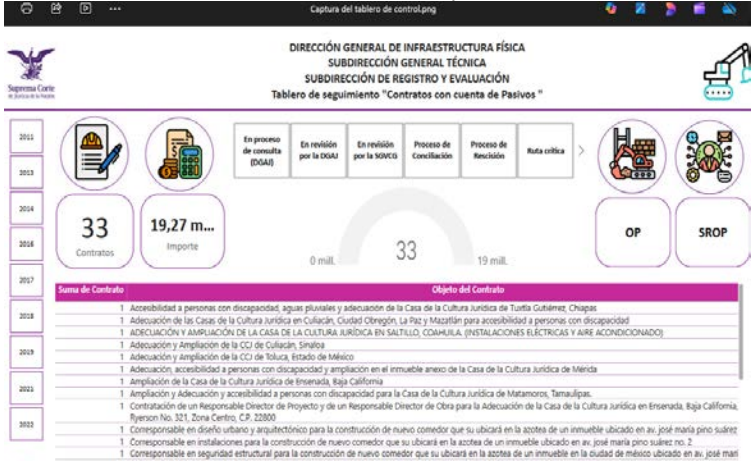 Captura del tablero de control.png
Suprema Corte
de Justicia de la Nación
DIRECCIÓN GENERAL DE INFRAESTRUCTURA FÍSICA
SUBDIRECCIÓN GENERAL TÉCNICA
SUBDIRECCIÓN DE REGISTRO Y EVALUACIÓN
Tablero de seguimiento "Contratos con cuenta de Pasivos "
2011
2013
2014
2016
2017
2018
2019
2021
2022
En proceso de consulta (DGAJ)
En revisión por la DGAJ
En revisión por la SGVCG
Proceso de Conciliación
Proceso de Rescisión
Ruta crítica
33
Contratos
19,27 m...
Importe
0 mill.
33
19 mill.
OP
SROP
Suma de Contrato Objeto del Contrato
1 Accesibilidad a personas con discapacidad, aguas pluviales y adecuación de la Casa de la Cultura Jurídica de Tuxtla Gutiérrez, Chiapas
1 Adecuación de las Casas de la Cultura Jurídica en Culiacán, Ciudad Obregón, La Paz y Mazatlán para accesibilidad a personas con discapacidad
1 ADECUACIÓN Y AMPLIACIÓN DE LA CASA DE LA CULTURA JURÍDICA EN SALTILLO, COAHUILA. (INSTALACIONES ELÉCTRICAS Y AIRE ACONDICIONADO)
1 Adecuación y Ampliación de la CCJ de Culiacán, Sinaloa
1 Adecuación y Ampliación de la CCJ de Toluca, Estado de México
1 Adecuación, accesibilidad a personas con discapacidad y ampliación en el inmueble anexo de la Casa de la Cultura Jurídica de Mérida
1 Ampliación de la Casa de la Cultura Jurídica de Ensenada, Baja California
1 Ampliación y Adecuación y accesibilidad a personas con discapacidad para la Casa de la Cultura Jurídica de Matamoros, Tamaulipas.
1 Contratación de un Responsable Director de Proyecto y de un Responsable Director de Obra para la Adecuación de la Casa de la Cultura Jurídica en Ensenada, Baja California,
Ryerson No. 321, Zona Centro, C.P. 22800
1 Corresponsable en diseño urbano y arquitectónico para la construcción de nuevo comedor que su ubicará en la azotea de un inmueble ubicado en av. josé maría pino suárez
1 Corresponsable en instalaciones para la construcción de nuevo comedor que su ubicará en la azotea de un inmueble ubicado en av. josé maría pino suárez no. 2
1 Corresponsable en seguridad estructural para la construcción de nuevo comedor que su ubicará en la azotea de un inmueble en la ciudad de méxico ubicado en av. josé mari